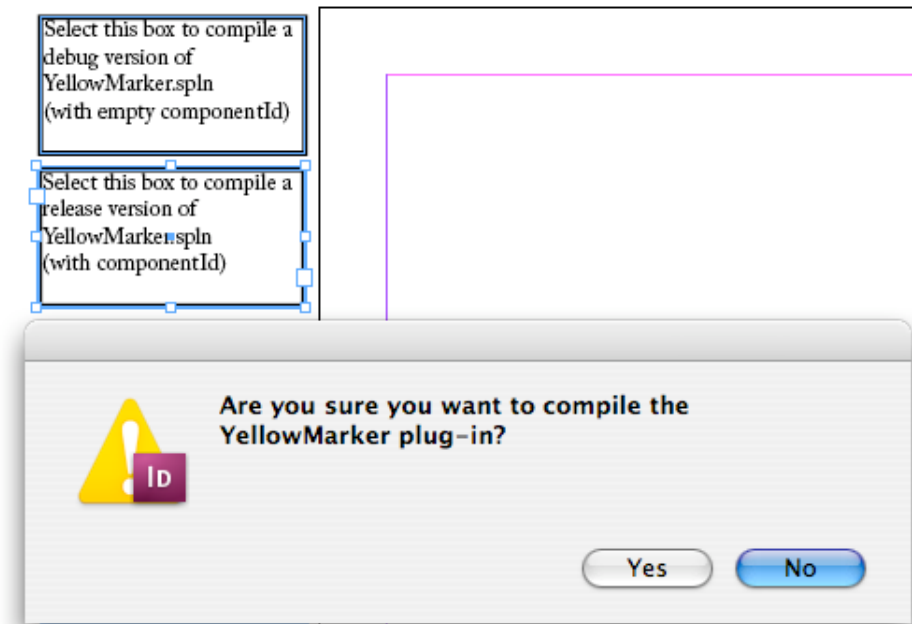 Select this box to compile a
debug version of
YellowMarker.spln
(with empty componentId)
Select this box to compile a
release version of
YellowMarker.spln
(with componentId)
Are you sure you want to compile the
YellowMarker plug-in?
ID
Yes
No